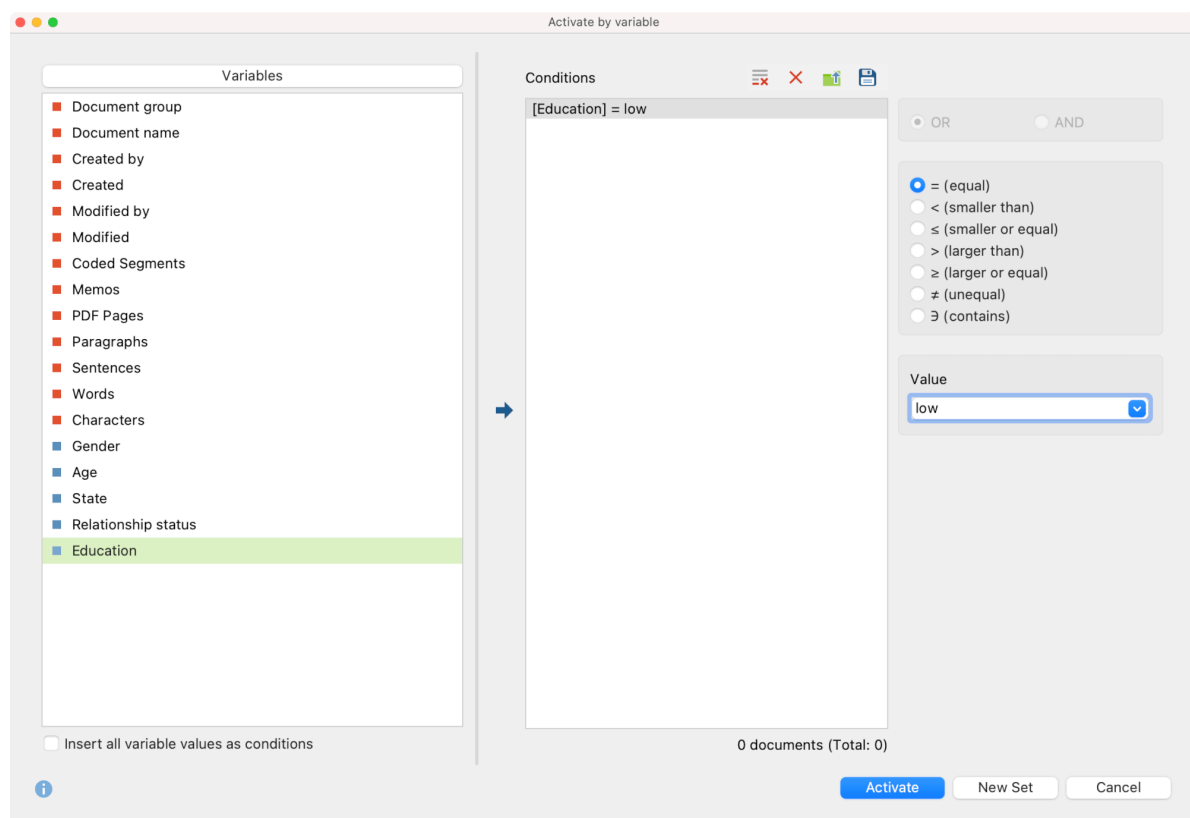 Activate by variable
Variables
Document group
Document name
Created by
Created
Modified by
Modified
Coded Segments
Memos
PDF Pages
Paragraphs
Sentences
Words
Characters
Gender
Age
State
Relationship status
Education
Insert all variable values as conditions
Conditions
[Education] = low
0 documents (Total: 0)
OR AND
= (equal)
< (smaller than)
≤ (smaller or equal)
> (larger than)
≥ (larger or equal)
≠ (unequal)
∋ (contains)
Value
low
Activate New Set Cancel